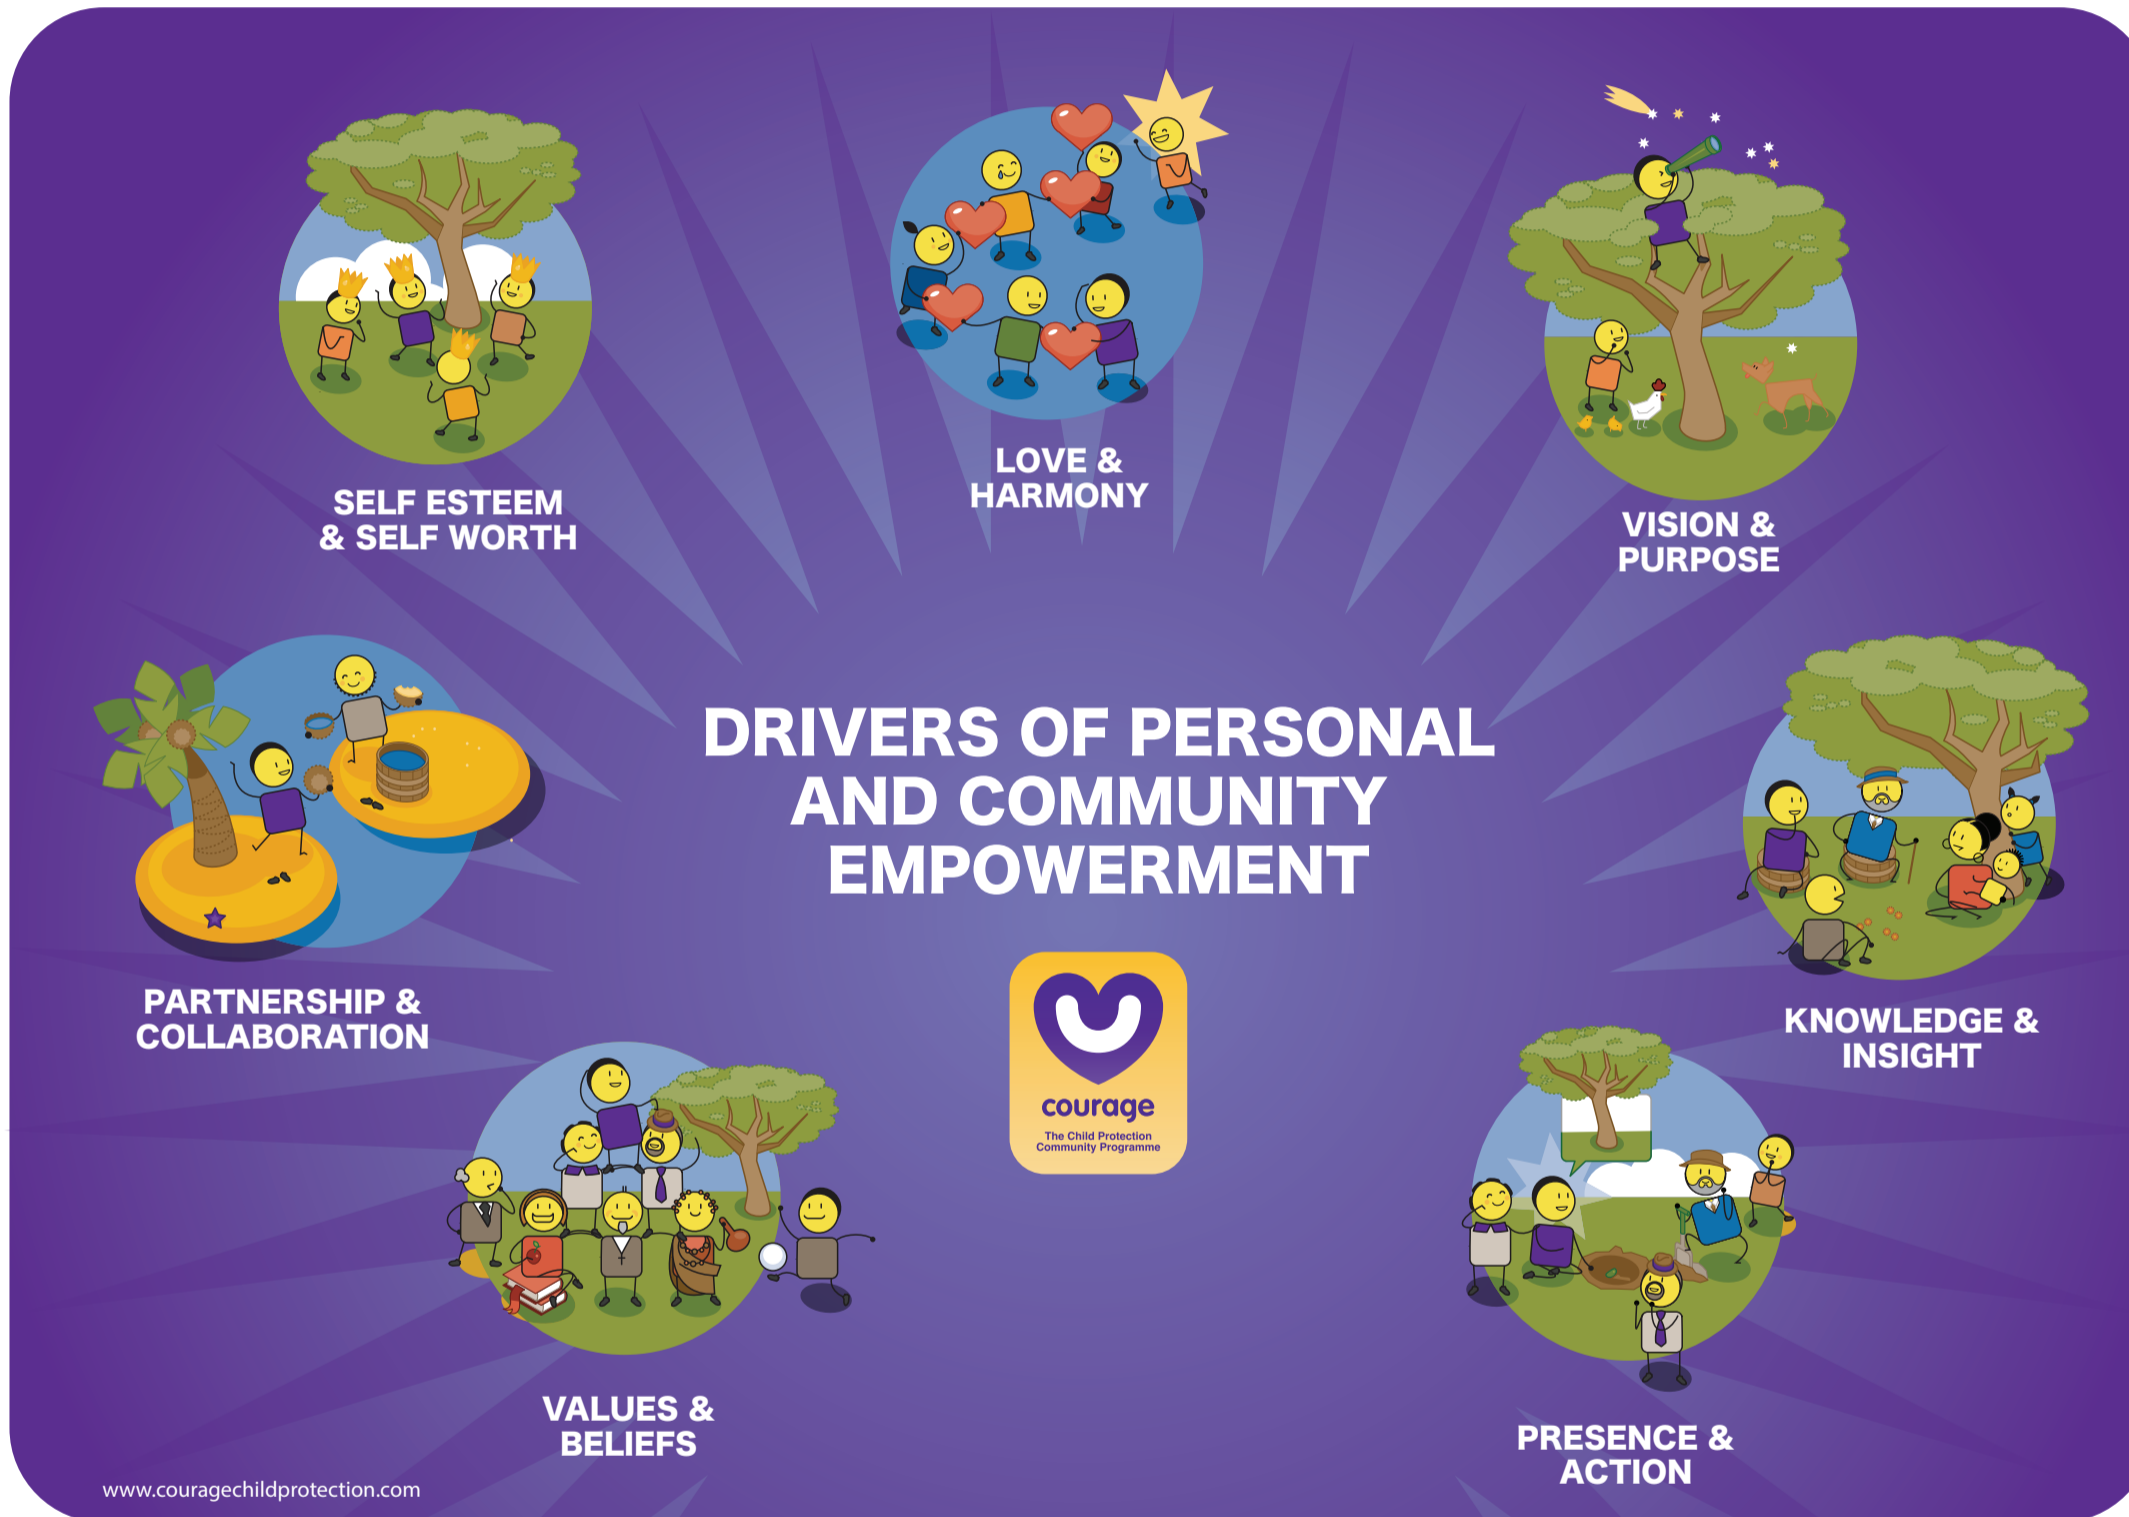 SELF ESTEEM
& SELF WORTH
LOVE &
HARMONY
VISION &
PURPOSE
DRIVERS OF PERSONAL
AND COMMUNITY
EMPOWERMENT
PARTNERSHIP &
COLLABORATION
KNOWLEDGE &
INSIGHT
courage
The Child Protection
Community Programme
VALUES &
BELIEFS
PRESENCE &
ACTION
www.couragechildprotection.com